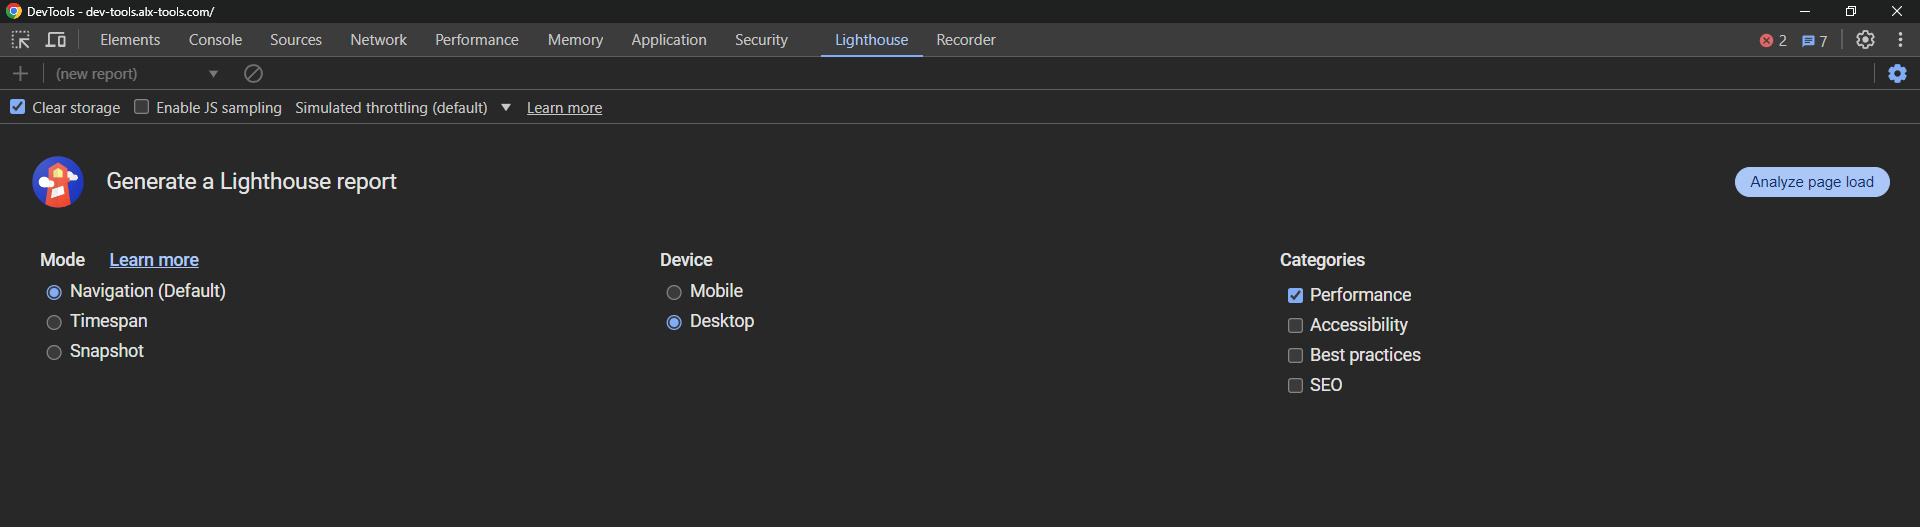 DevTools - dev-tools.alx-tools.com/
Elements Console Sources Network Performance Memory Application Security Lighthouse Recorder 2 7
(new report)
Clear storage Enable JS sampling Simulated throttling (default) Learn more
Generate a Lighthouse report
Analyze page load
Mode Learn more
Navigation (Default)
Timespan
Snapshot
Device
Mobile
Desktop
Categories
Performance
Accessibility
Best practices
SEO